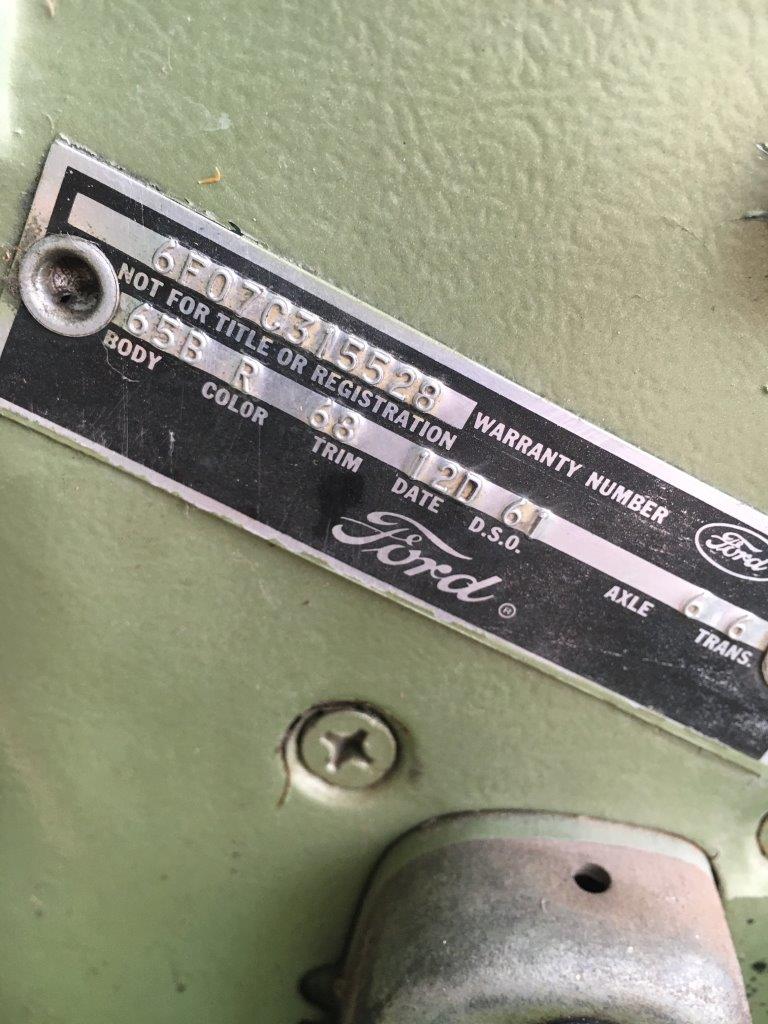 6F07C315528
NOT FOR TITLE OR REGISTRATION WARRANTY NUMBER
65B R 68 12D 61 6 6
BODY COLOR TRIM DATE D.S.O. AXLE TRANS.
Ford ®
Ford